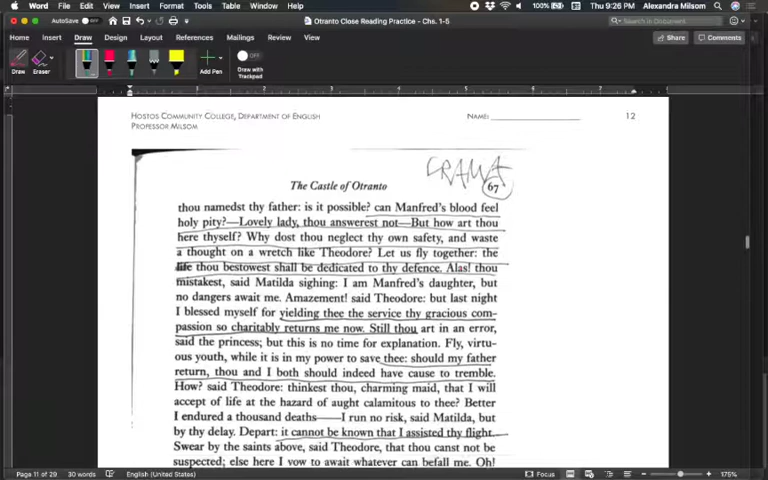 Word File Edit View Insert Format Tools Table Window Help 100% Thu 9:26 PM Alexandra Milsom
AutoSave OFF Otranto Close Reading Practice - Chs. 1-5 Search in Document
Home Insert Draw Design Layout References Mailings Review View Share Comments
OFF
Draw Eraser Add Pen Draw with Trackpad
HOSTOS COMMUNITY COLLEGE, DEPARTMENT OF ENGLISH NAME: 12
PROFESSOR MILSOM
DRAMA
The Castle of Otranto 67
thou namedst thy father: is it possible? can Manfred's blood feel
holy pity?—Lovely lady, thou answerest not—But how art thou
here thyself? Why dost thou neglect thy own safety, and waste
a thought on a wretch like Theodore? Let us fly together: the
life thou bestowest shall be dedicated to thy defence. Alas! thou
mistakest, said Matilda sighing: I am Manfred's daughter, but
no dangers await me. Amazement! said Theodore: but last night
I blessed myself for yielding thee the service thy gracious com-
passion so charitably returns me now. Still thou art in an error,
said the princess; but this is no time for explanation. Fly, virtu-
ous youth, while it is in my power to save thee: should my father
return, thou and I both should indeed have cause to tremble.
How? said Theodore: thinkest thou, charming maid, that I will
accept of life at the hazard of aught calamitous to thee? Better
I endured a thousand deaths—I run no risk, said Matilda, but
by thy delay. Depart: it cannot be known that I assisted thy flight.
Swear by the saints above, said Theodore, that thou canst not be
suspected; else here I vow to await whatever can befall me. Oh!
Page 11 of 29 30 words English (United States) Focus 175%